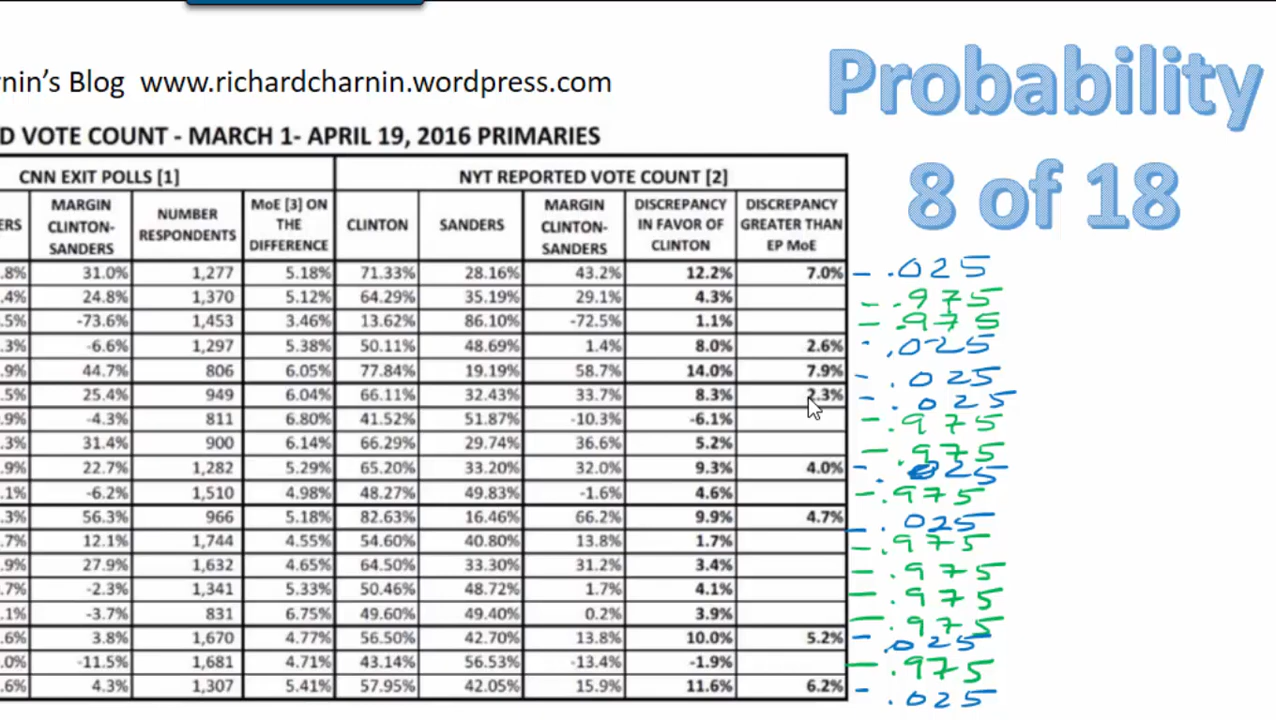 rnin's Blog www.richardcharnin.wordpress.com
Probability
8 of 18
D VOTE COUNT - MARCH 1- APRIL 19, 2016 PRIMARIES
CNN EXIT POLLS [1] NYT REPORTED VOTE COUNT [2]
ERS MARGIN CLINTON- SANDERS NUMBER RESPONDENTS MoE [3] ON THE DIFFERENCE CLINTON SANDERS MARGIN CLINTON- SANDERS DISCREPANCY IN FAVOR OF CLINTON DISCREPANCY GREATER THAN EP MoE
.8% 31.0% 1,277 5.18% 71.33% 28.16% 43.2% 12.2% 7.0% - .025
.4% 24.8% 1,370 5.12% 64.29% 35.19% 29.1% 4.3% - .975
.5% -73.6% 1,453 3.46% 13.62% 86.10% -72.5% 1.1% - .975
.3% -6.6% 1,297 5.38% 50.11% 48.69% 1.4% 8.0% 2.6% - .025
.9% 44.7% 806 6.05% 77.84% 19.19% 58.7% 14.0% 7.9% - .025
.5% 25.4% 949 6.04% 66.11% 32.43% 33.7% 8.3% 2.3% - .025
.9% -4.3% 811 6.80% 41.52% 51.87% -10.3% -6.1% - .975
.3% 31.4% 900 6.14% 66.29% 29.74% 36.6% 5.2% - .975
.9% 22.7% 1,282 5.29% 65.20% 33.20% 32.0% 9.3% 4.0% - .025
.1% -6.2% 1,510 4.98% 48.27% 49.83% -1.6% 4.6% - .975
.3% 56.3% 966 5.18% 82.63% 16.46% 66.2% 9.9% 4.7% - .025
.7% 12.1% 1,744 4.55% 54.60% 40.80% 13.8% 1.7% - .975
.9% 27.9% 1,632 4.65% 64.50% 33.30% 31.2% 3.4% - .975
.7% -2.3% 1,341 5.33% 50.46% 48.72% 1.7% 4.1% - .975
.1% -3.7% 831 6.75% 49.60% 49.40% 0.2% 3.9% - .975
.6% 3.8% 1,670 4.77% 56.50% 42.70% 13.8% 10.0% 5.2% - .025
.0% -11.5% 1,681 4.71% 43.14% 56.53% -13.4% -1.9% - .975
.6% 4.3% 1,307 5.41% 57.95% 42.05% 15.9% 11.6% 6.2% - .025